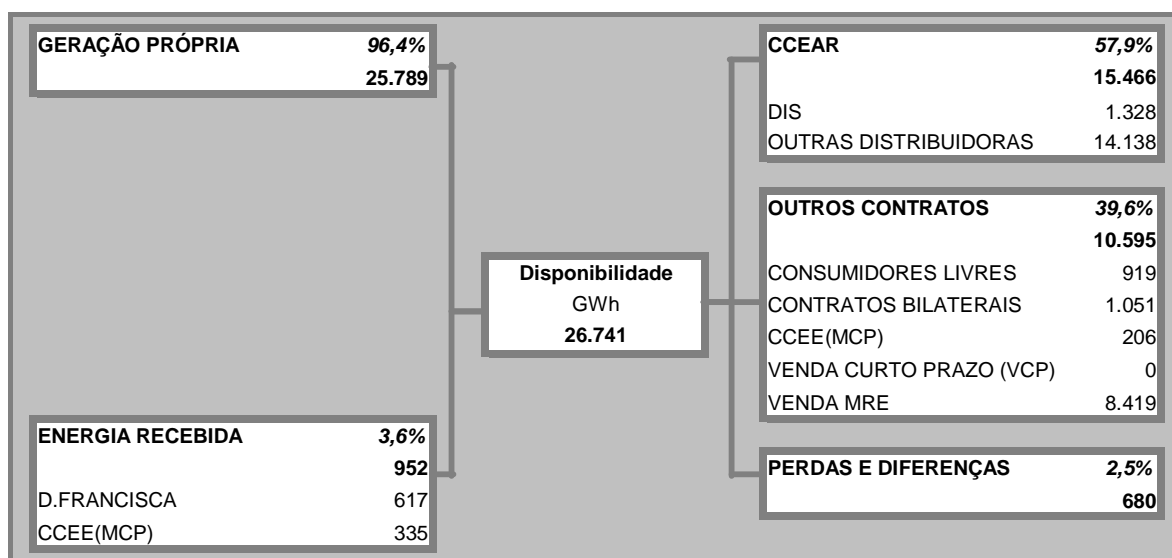 GERAÇÃO PRÓPRIA 96,4%
25.789
ENERGIA RECEBIDA 3,6%
952
D.FRANCISCA 617
CCEE(MCP) 335
Disponibilidade
GWh
26.741
CCEAR 57,9%
15.466
DIS 1.328
OUTRAS DISTRIBUIDORAS 14.138
OUTROS CONTRATOS 39,6%
10.595
CONSUMIDORES LIVRES 919
CONTRATOS BILATERAIS 1.051
CCEE(MCP) 206
VENDA CURTO PRAZO (VCP) 0
VENDA MRE 8.419
PERDAS E DIFERENÇAS 2,5%
680